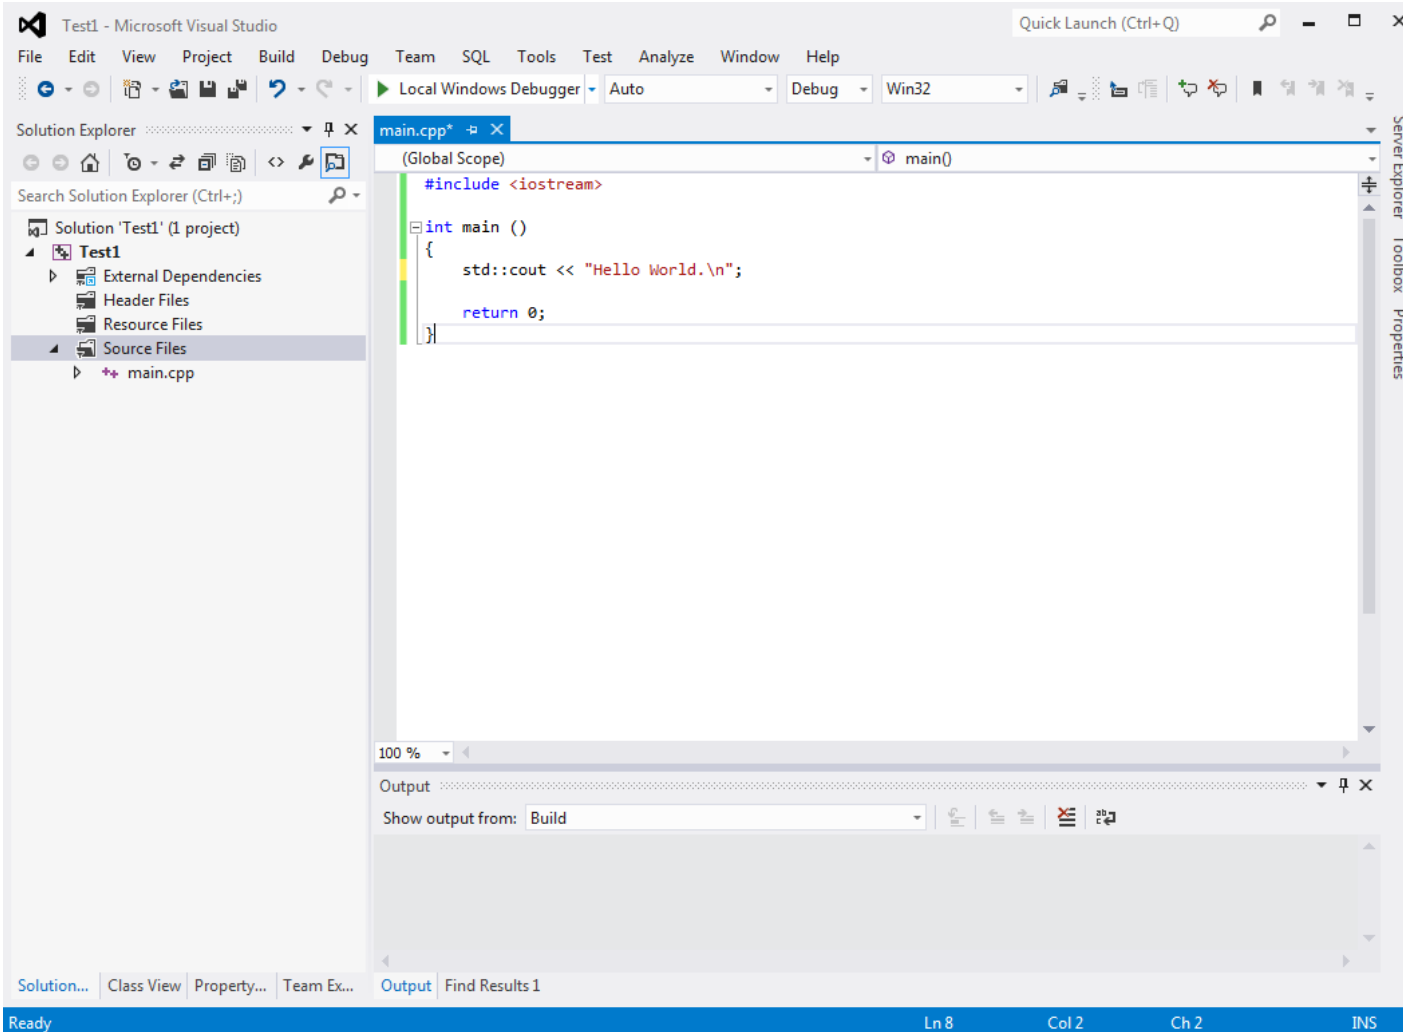 Test1 - Microsoft Visual Studio
Quick Launch (Ctrl+Q)
File Edit View Project Build Debug Team SQL Tools Test Analyze Window Help
Local Windows Debugger Auto Debug Win32
Solution Explorer
Search Solution Explorer (Ctrl+;)
Solution 'Test1' (1 project)
Test1
External Dependencies
Header Files
Resource Files
Source Files
++ main.cpp
main.cpp*
(Global Scope) main()
#include <iostream>
int main ()
{
std::cout << "Hello World.\n";
return 0;
}
100 %
Output
Show output from: Build
Solution... Class View Property... Team Ex...
Output Find Results 1
Server Explorer
Toolbox
Properties
Ready Ln 8 Col 2 Ch 2 INS